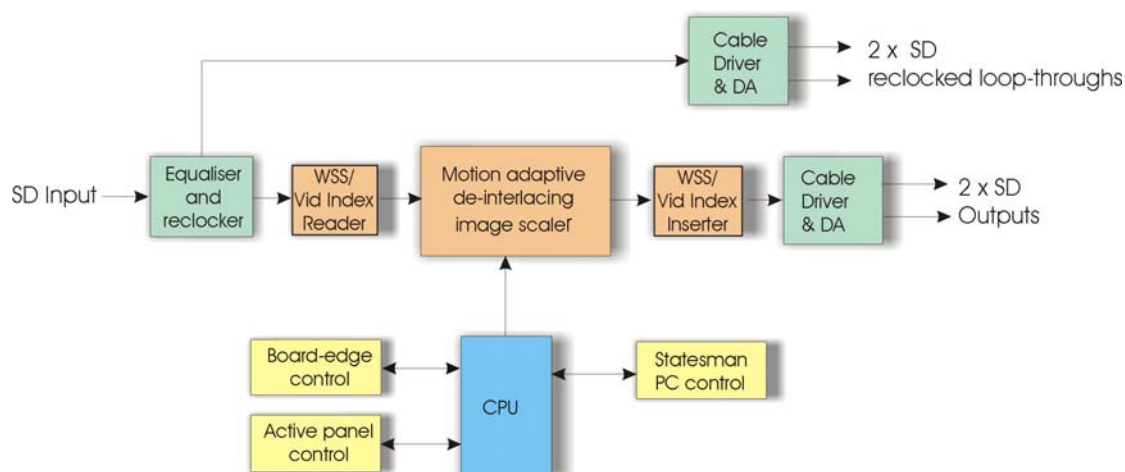 Cable
Driver
& DA
2 x SD
reclocked loop-throughs
SD Input
Equaliser
and
reclocker
WSS/
Vid Index
Reader
Motion adaptive
de-interlacing
image scaler
WSS/
Vid Index
Inserter
Cable
Driver
& DA
2 x SD
Outputs
Board-edge
control
CPU
Statesman
PC control
Active panel
control